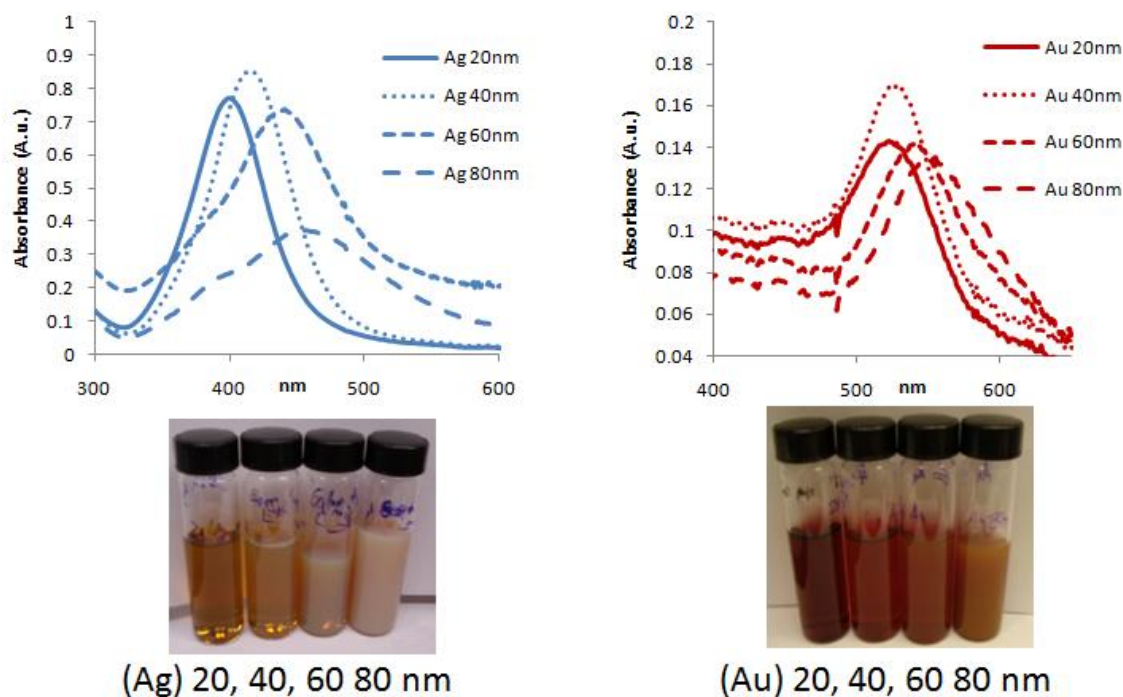 1
0.9
0.8
0.7
0.6
0.5
0.4
0.3
0.2
0.1
0
Absorbance (A.u.)
300
400
nm
500
600
Ag 20nm
Ag 40nm
Ag 60nm
Ag 80nm
0.2
0.18
0.16
0.14
0.12
0.1
0.08
0.06
0.04
Absorbance (A.u.)
400
500
nm
600
Au 20nm
Au 40nm
Au 60nm
Au 80nm
(Ag) 20, 40, 60 80 nm
(Au) 20, 40, 60 80 nm